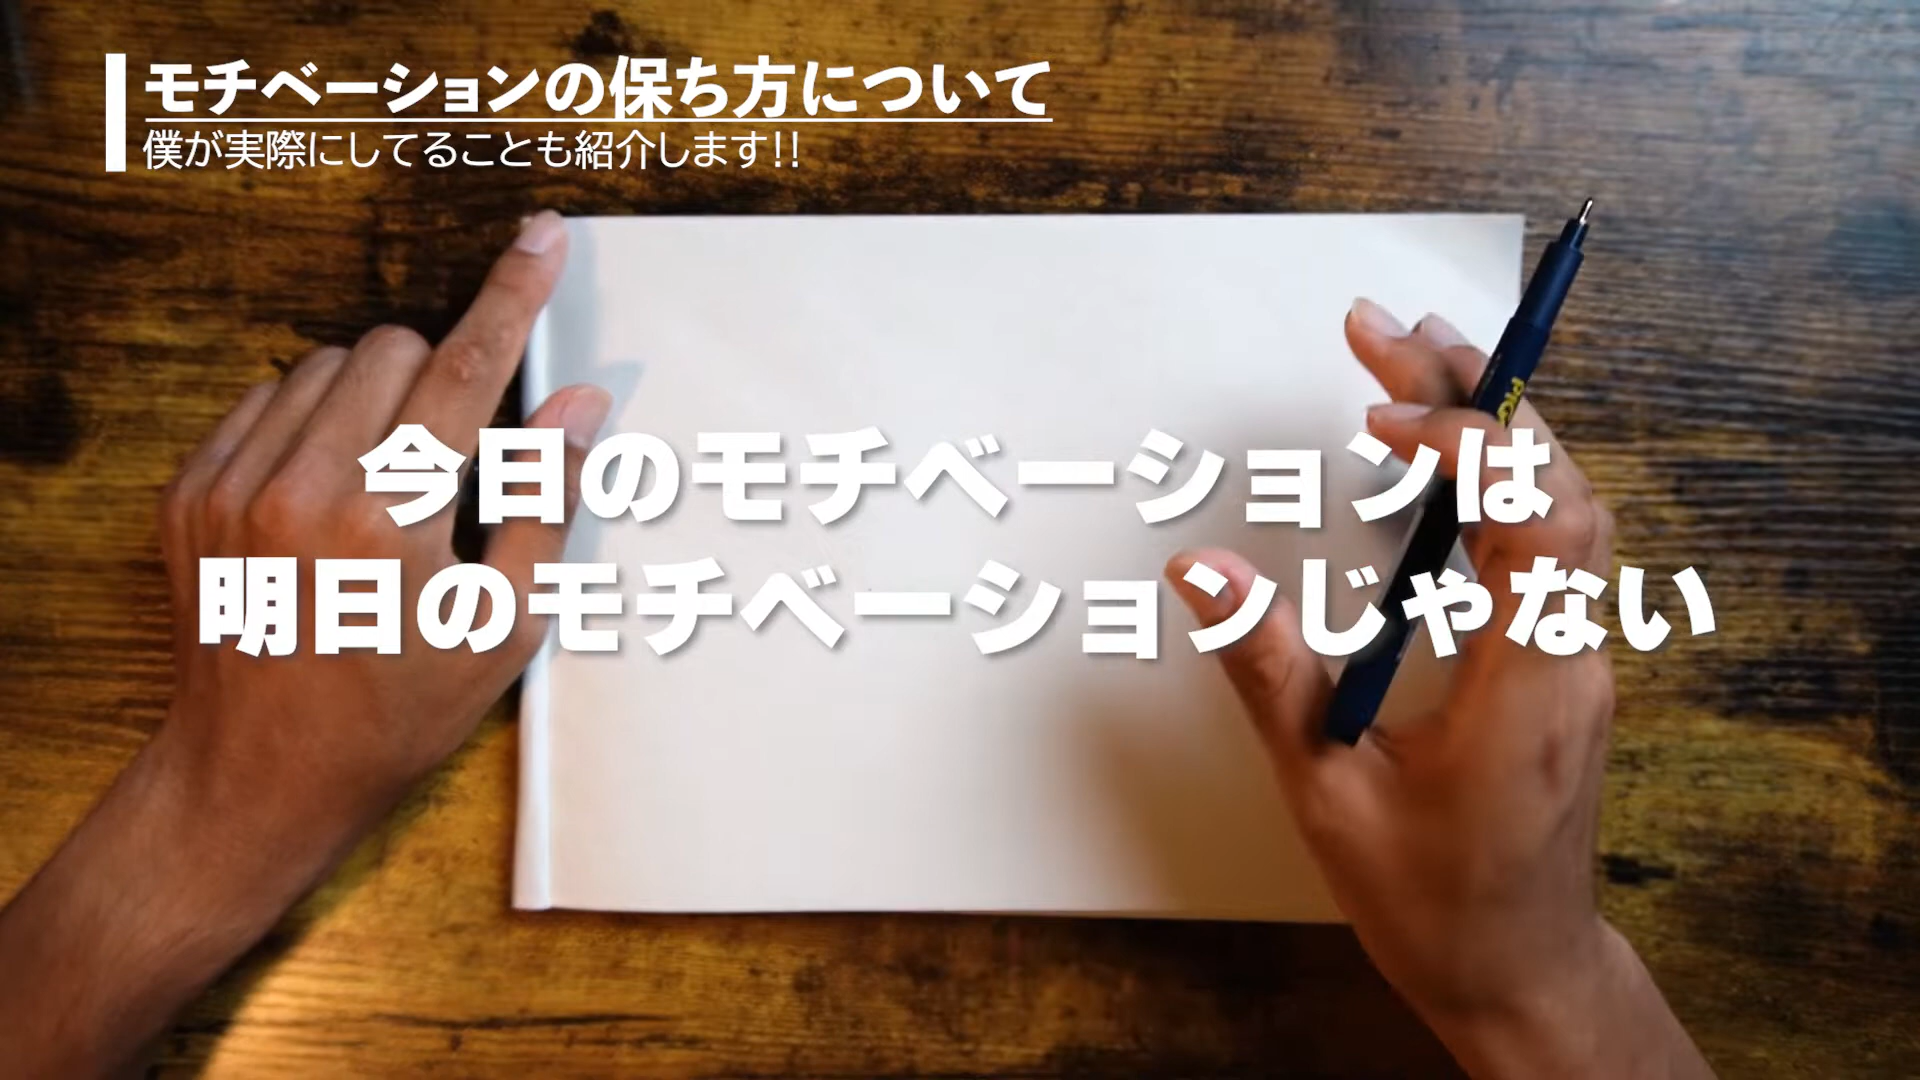 モチベーションの保ち方について
僕が実際にしてることも紹介します!!
今日のモチベーションは
明日のモチベーションじゃない